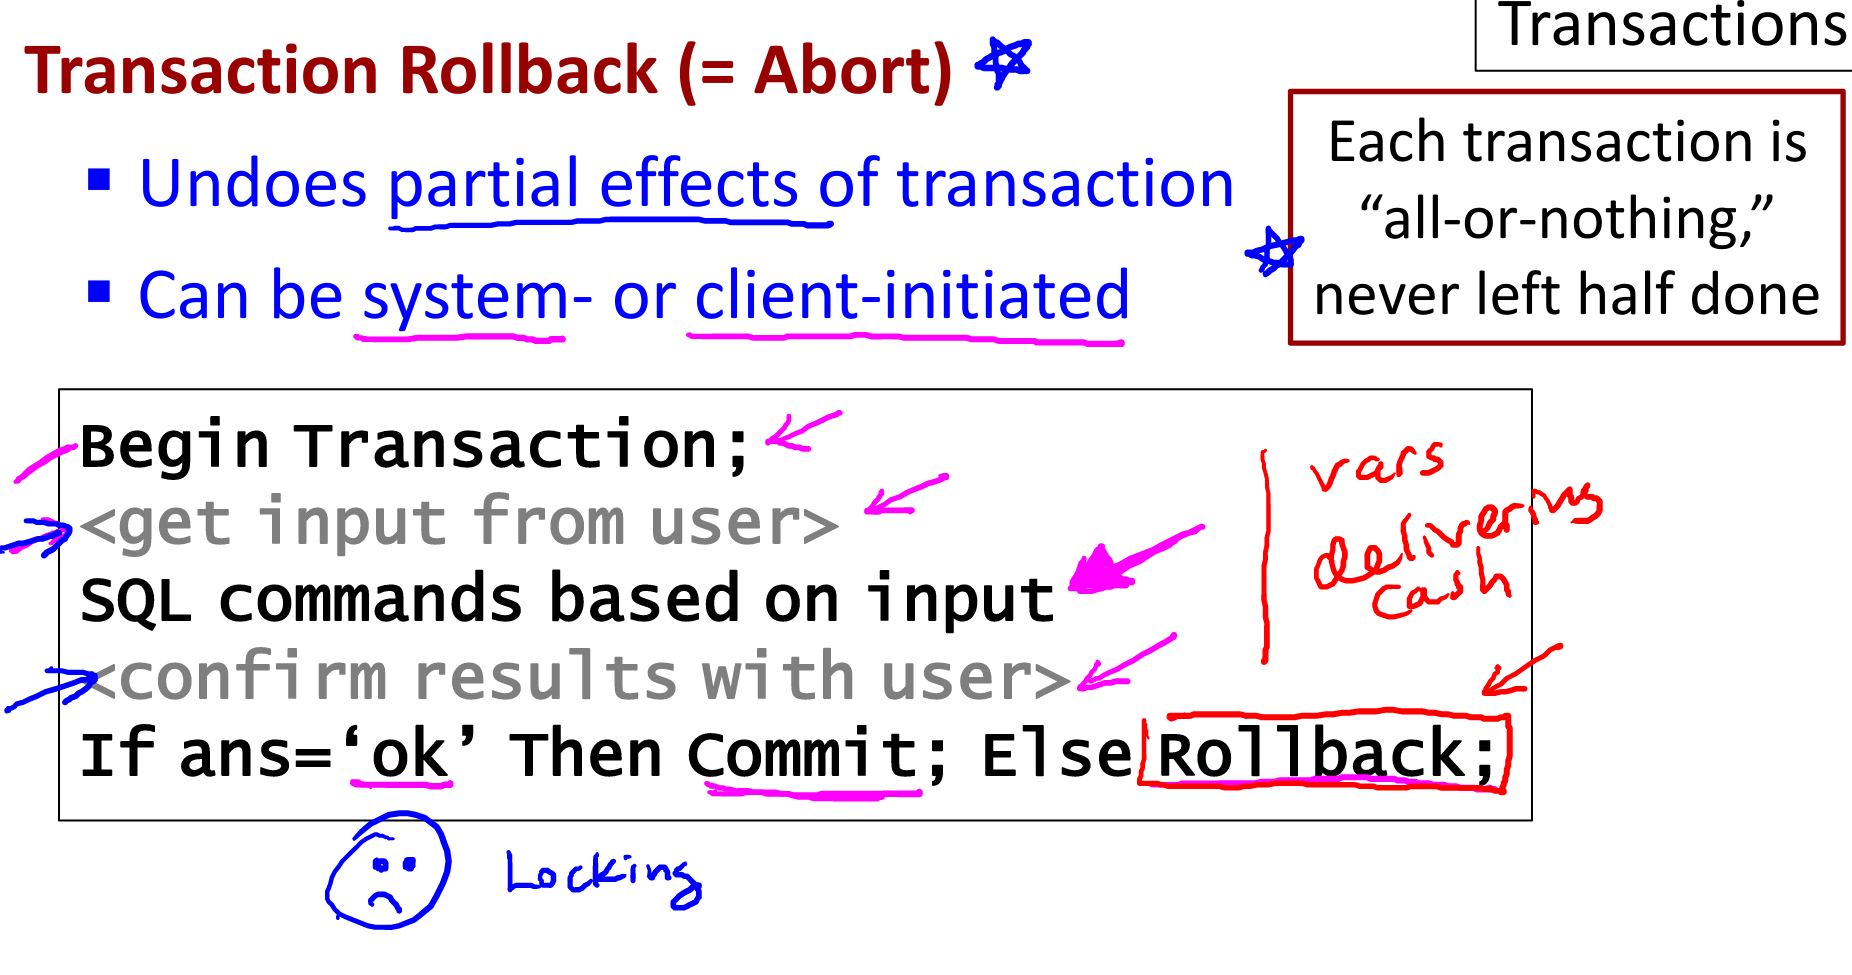 Transactions
Transaction Rollback (= Abort)
Each transaction is
“all-or-nothing,”
never left half done
▪ Undoes partial effects of transaction
▪ Can be system- or client-initiated
Begin Transaction;
<get input from user>
SQL commands based on input
<confirm results with user>
If ans=‘ok’ Then Commit; Else Rollback;
vars
delivering
cash
Locking